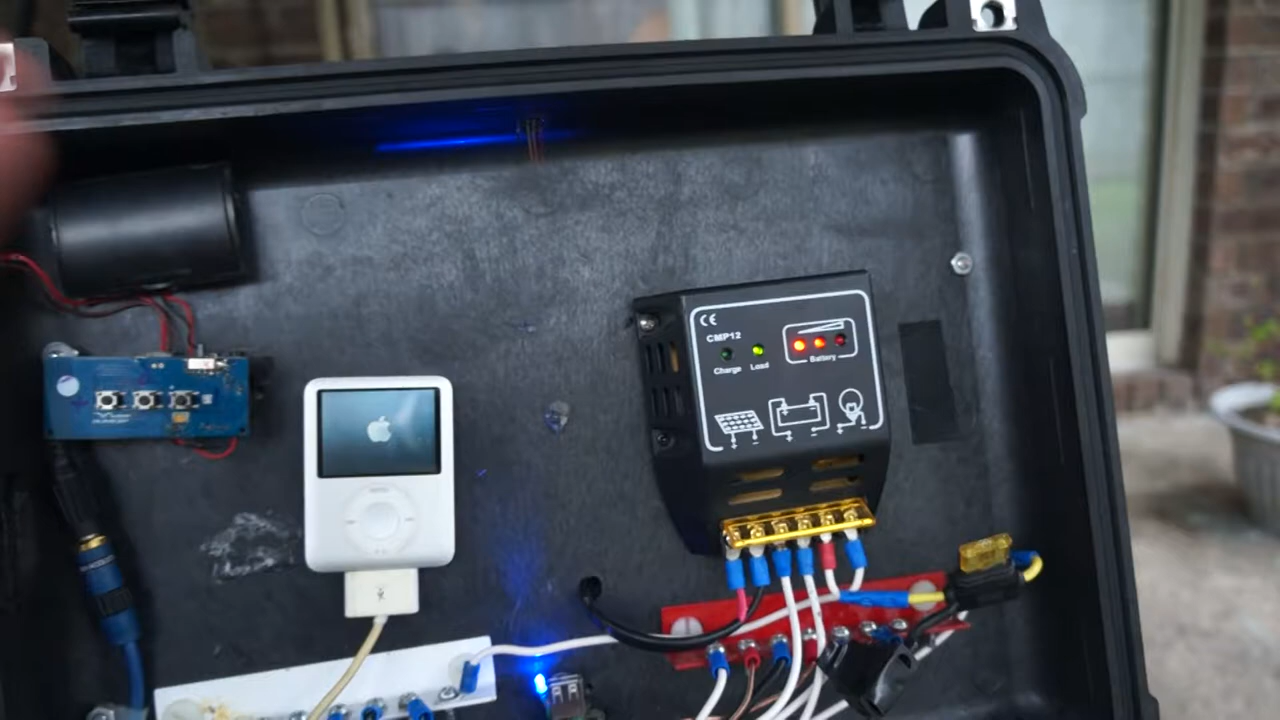 CE
CMP12
Charge
Load
Battery
+ -
+ -
+ -